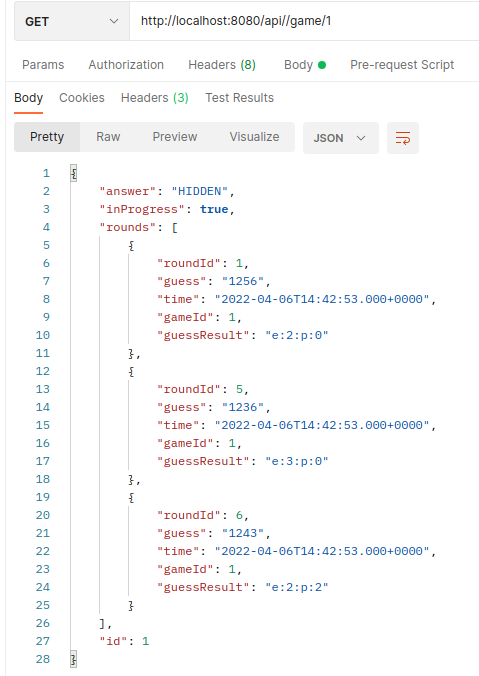 GET http://localhost:8080/api//game/1
Params Authorization Headers (8) Body Pre-request Script
Body Cookies Headers (3) Test Results
Pretty Raw Preview Visualize JSON
1 {
2 "answer": "HIDDEN",
3 "inProgress": true,
4 "rounds": [
5 {
6 "roundId": 1,
7 "guess": "1256",
8 "time": "2022-04-06T14:42:53.000+0000",
9 "gameId": 1,
10 "guessResult": "e:2:p:0"
11 },
12 {
13 "roundId": 5,
14 "guess": "1236",
15 "time": "2022-04-06T14:42:53.000+0000",
16 "gameId": 1,
17 "guessResult": "e:3:p:0"
18 },
19 {
20 "roundId": 6,
21 "guess": "1243",
22 "time": "2022-04-06T14:42:53.000+0000",
23 "gameId": 1,
24 "guessResult": "e:2:p:2"
25 }
26 ],
27 "id": 1
28 }